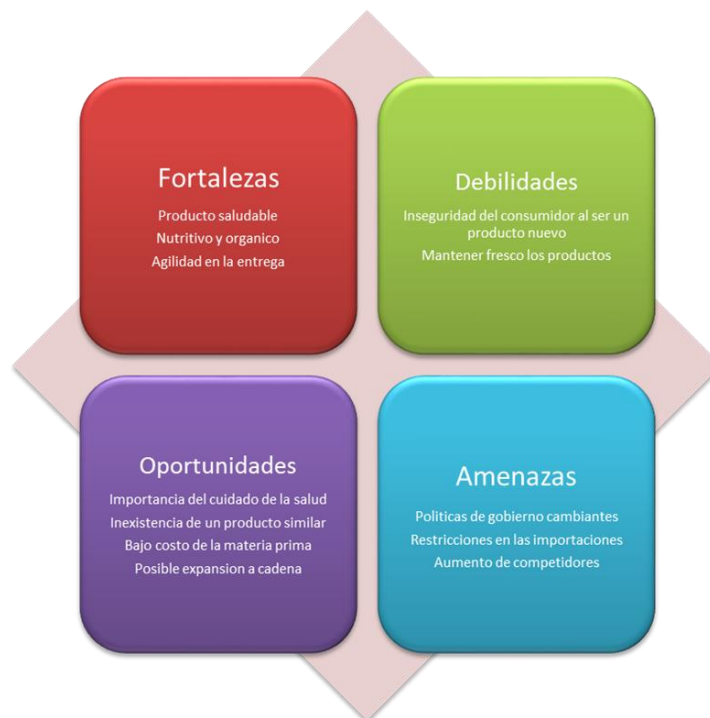 Fortalezas
Producto saludable
Nutritivo y organico
Agilidad en la entrega
Debilidades
Inseguridad del consumidor al ser un
producto nuevo
Mantener fresco los productos
Oportunidades
Importancia del cuidado de la salud
Inexistencia de un producto similar
Bajo costo de la materia prima
Posible expansion a cadena
Amenazas
Politicas de gobierno cambiantes
Restricciones en las importaciones
Aumento de competidores